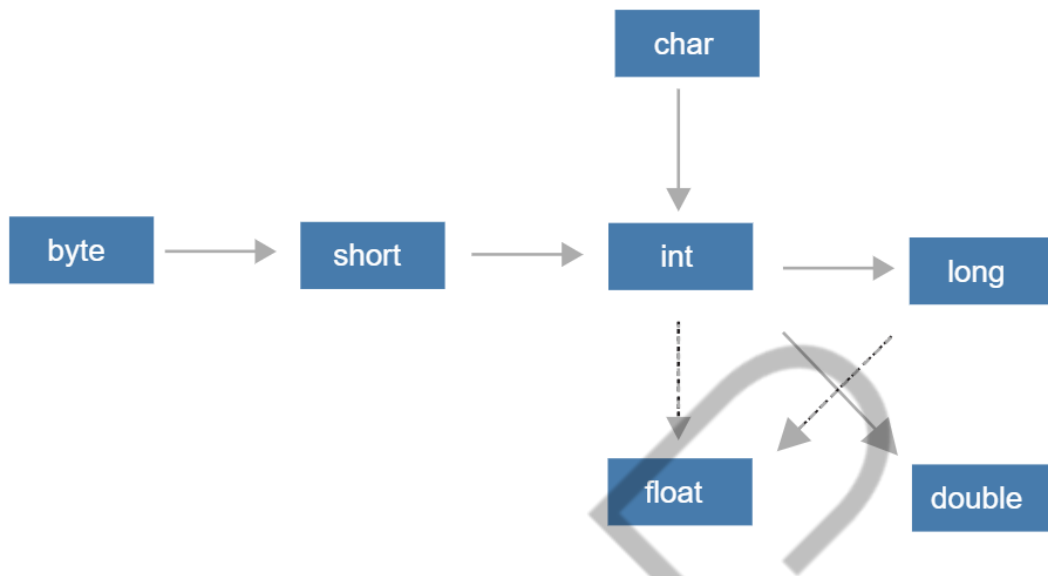 char
byte
short
int
long
float
double